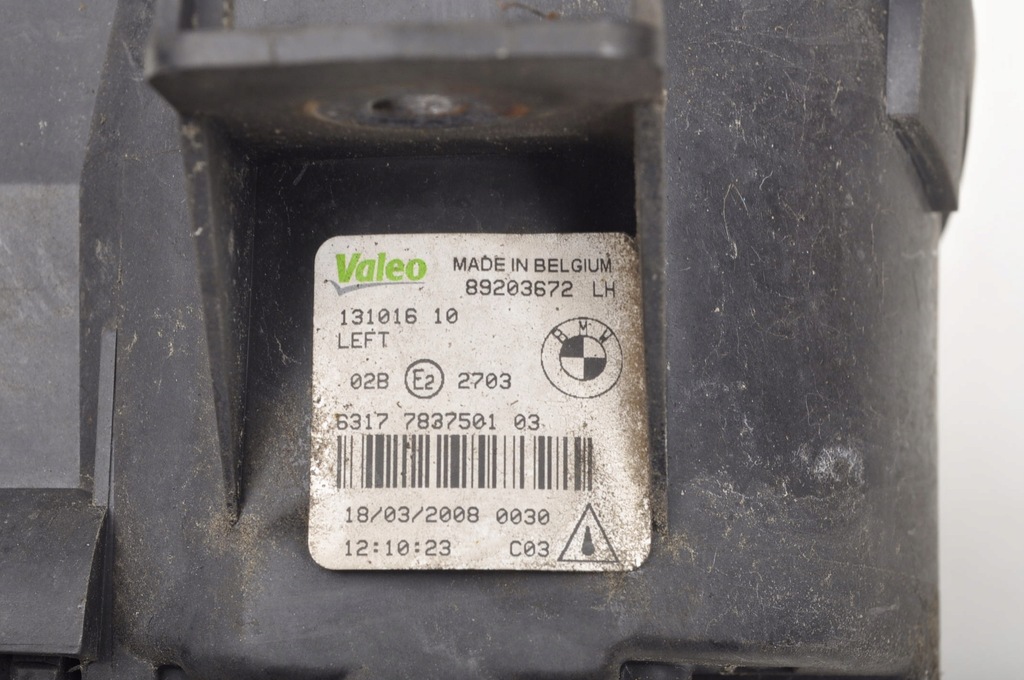 Valeo MADE IN BELGIUM
89203672 LH
131016 10
LEFT
BMW
02B E2 2703
6317 7837501 03
18/03/2008 0030
12:10:23 C03